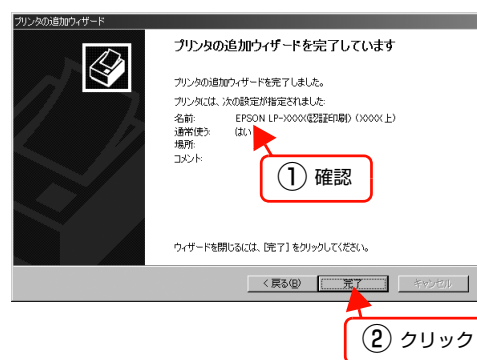 プリンタの追加ウィザード
プリンタの追加ウィザードを完了しています
プリンタの追加ウィザードを完了しました。
プリンタには、次の設定が指定されました:
名前: EPSON LP-XXXX(認証印刷) (XXXX 上)
通常使う: はい
場所:
コメント:
① 確認
ウィザードを閉じるには、[完了] をクリックしてください。
< 戻る(B) 完了 キャンセル
② クリック